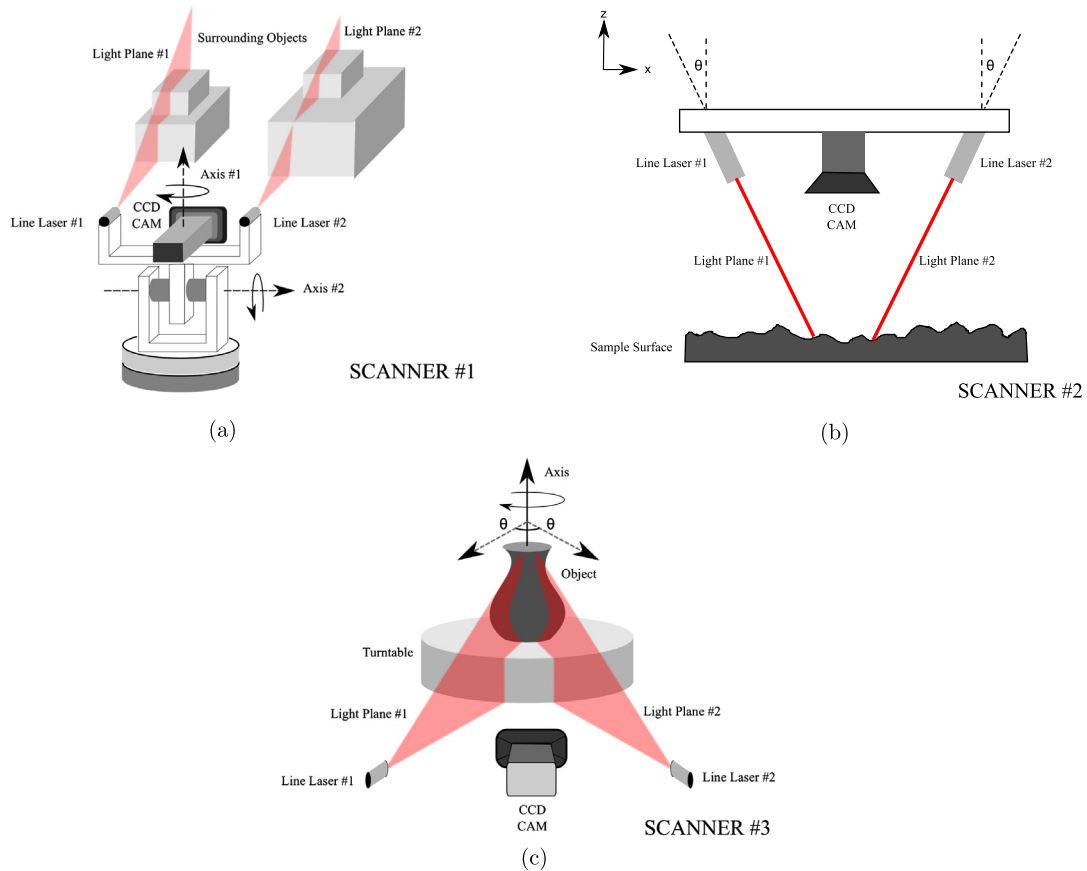 Light Plane #1
Surrounding Objects
Light Plane #2
Axis #1
Line Laser #1
CCD
CAM
Line Laser #2
Axis #2
SCANNER #1
(a)
z
x
θ
θ
Line Laser #1
Line Laser #2
CCD
CAM
Light Plane #1
Light Plane #2
Sample Surface
SCANNER #2
(b)
Axis
θ
θ
Object
Turntable
Light Plane #1
Light Plane #2
Line Laser #1
Line Laser #2
CCD
CAM
SCANNER #3
(c)